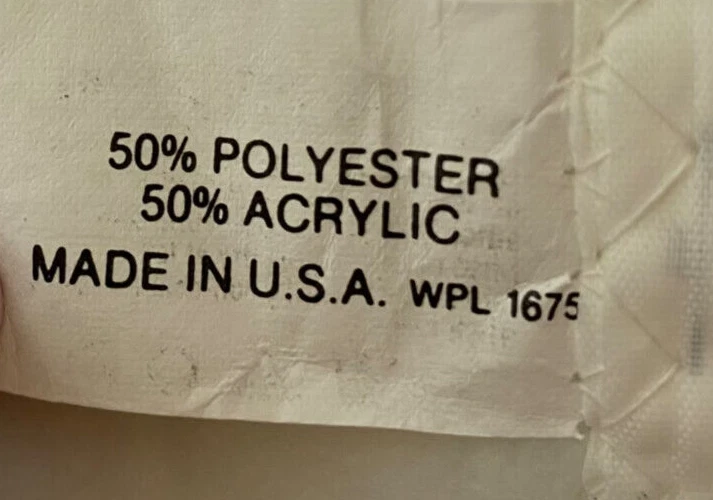 50% POLYESTER
50% ACRYLIC
MADE IN U.S.A. WPL 1675